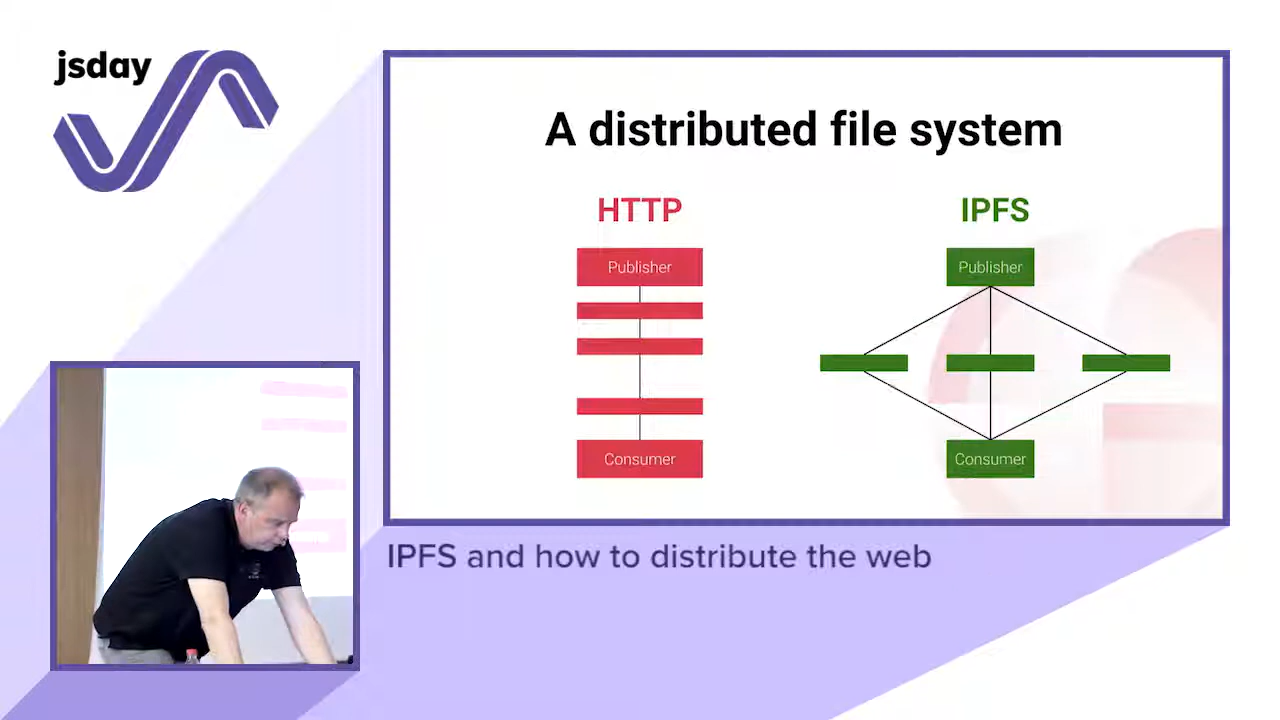 jsday
A distributed file system
HTTP
IPFS
Publisher
Publisher
Consumer
Consumer
IPFS and how to distribute the web